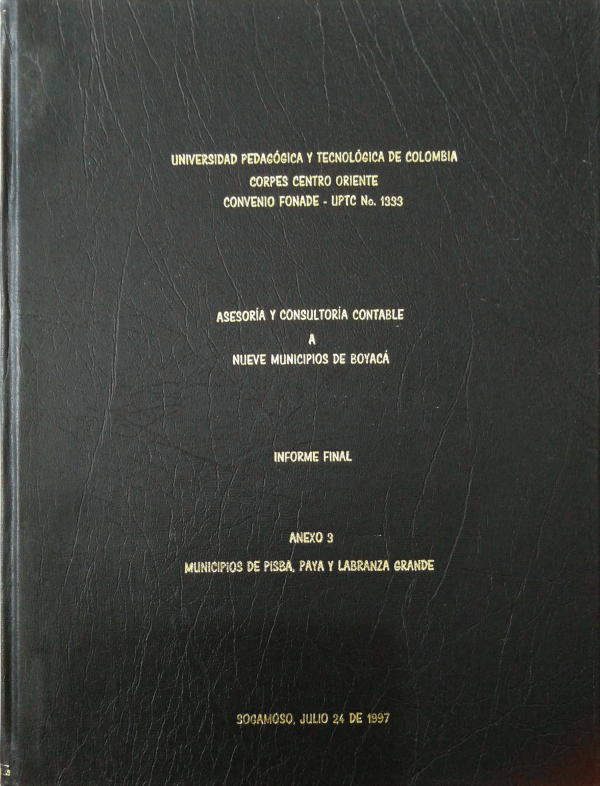 UNIVERSIDAD PEDAGÓGICA Y TECNOLÓGICA DE COLOMBIA
CORPES CENTRO ORIENTE
CONVENIO FONADE - UPTC No. 1333
ASESORÍA Y CONSULTORÍA CONTABLE
A
NUEVE MUNICIPIOS DE BOYACÁ
INFORME FINAL
ANEXO 3
MUNICIPIOS DE PISBA, PAYA Y LABRANZA GRANDE
SOGAMOSO, JULIO 24 DE 1997